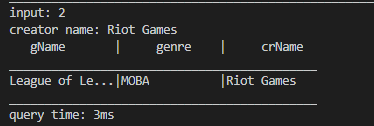 input: 2
creator name: Riot Games
gName | genre | crName
League of Le...|MOBA |Riot Games
query time: 3ms